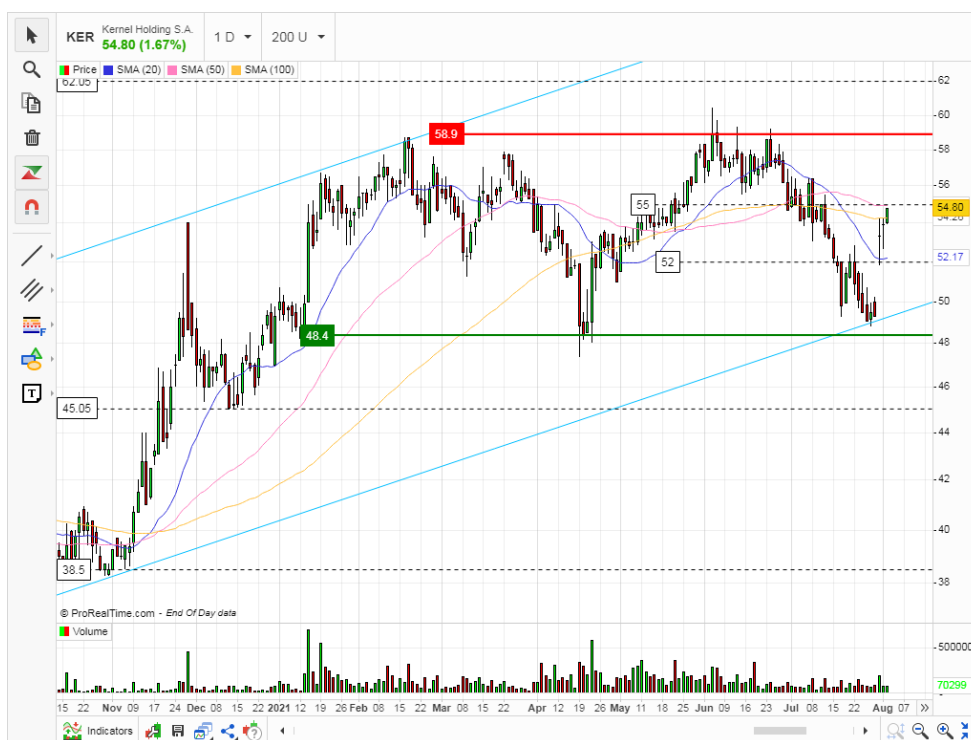 KER Kernel Holding S.A.
54.80 (1.67%)
1 D 200 U
Price SMA (20) SMA (50) SMA (100)
62.05
58.9
55
52
48.4
45.05
38.5
62
60
58
56
54.80
52.17
50
48
46
44
42
40
38
© ProRealTime.com - End Of Day data
Volume
500000
70299
15 22 Nov 09 17 24 Dec 08 15 22 2021 12 19 26 Feb 08 15 22 Mar 08 15 22 Apr 12 19 26 May 11 18 25 Jun 09 16 23 Jul 08 15 22 Aug 07
Indicators
F
T